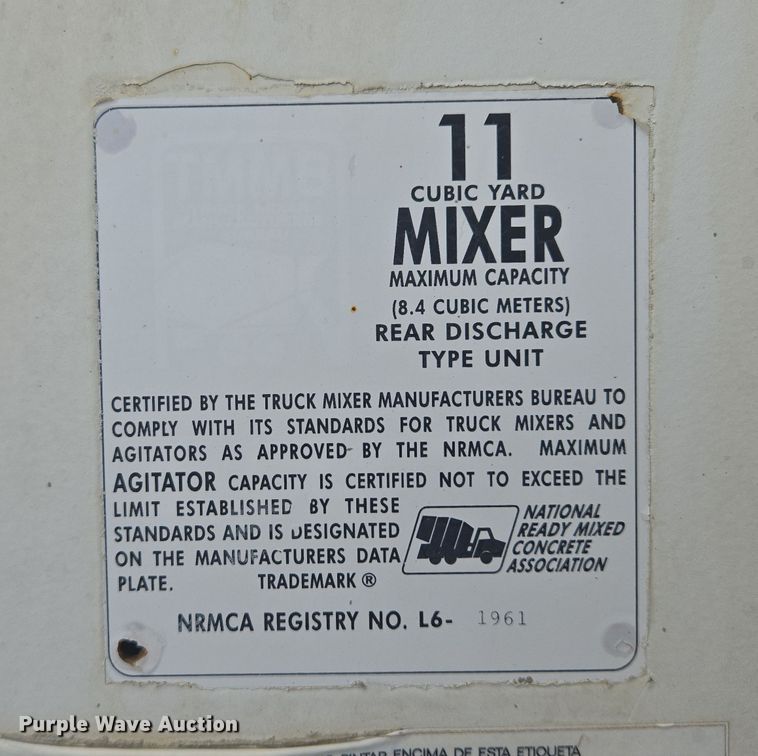 11
CUBIC YARD
MIXER
MAXIMUM CAPACITY
(8.4 CUBIC METERS)
REAR DISCHARGE
TYPE UNIT
CERTIFIED BY THE TRUCK MIXER MANUFACTURERS BUREAU TO
COMPLY WITH ITS STANDARDS FOR TRUCK MIXERS AND
AGITATORS AS APPROVED BY THE NRMCA. MAXIMUM
AGITATOR CAPACITY IS CERTIFIED NOT TO EXCEED THE
LIMIT ESTABLISHED BY THESE
STANDARDS AND IS DESIGNATED
ON THE MANUFACTURERS DATA
PLATE. TRADEMARK ®
NATIONAL
READY MIXED
CONCRETE
ASSOCIATION
NRMCA REGISTRY NO. L6- 1961
Purple Wave Auction
PINTAR ENCIMA DE ESTA ETIQUETA